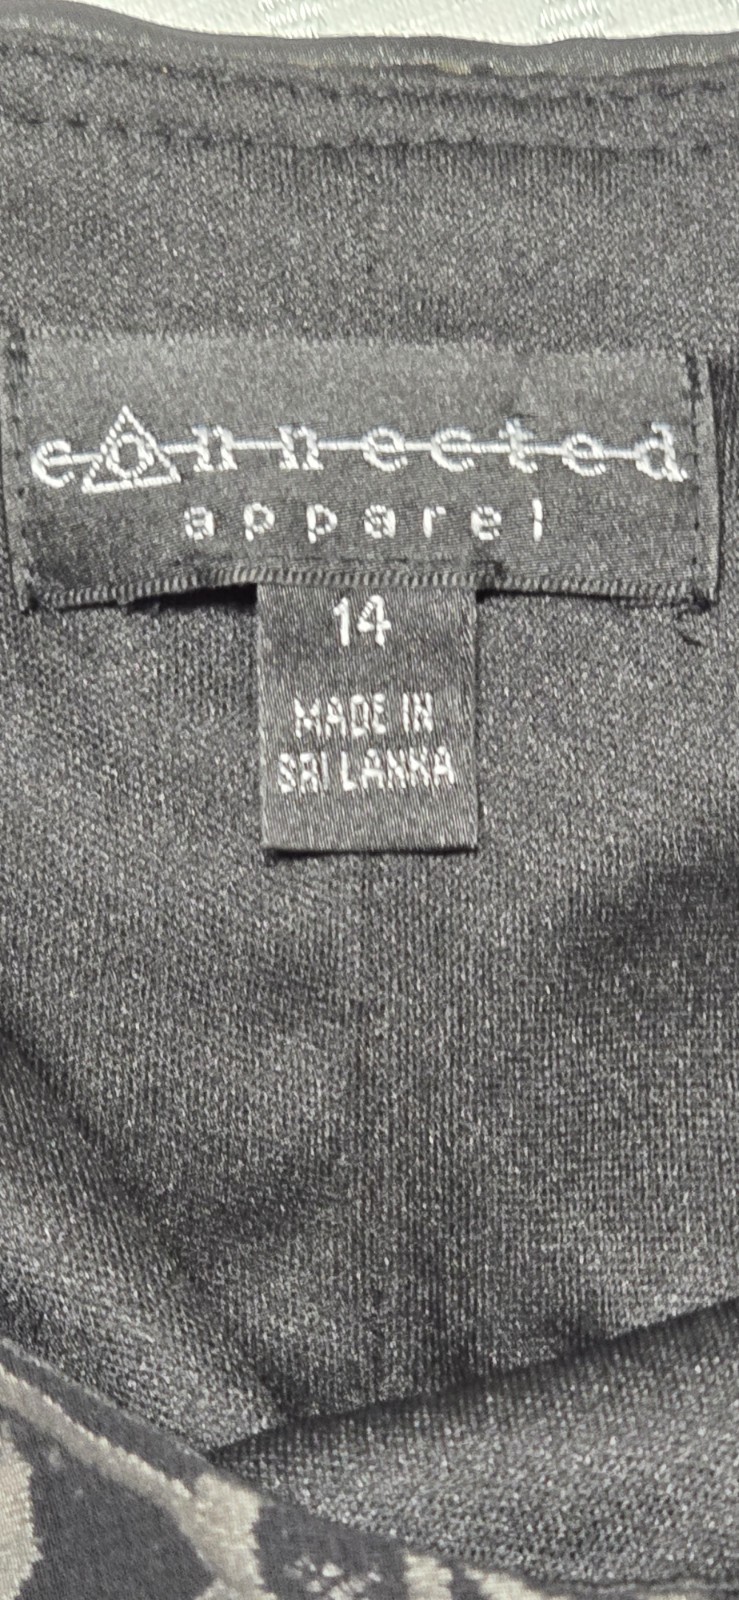 connected
apparel
14
MADE IN
SRI LANKA